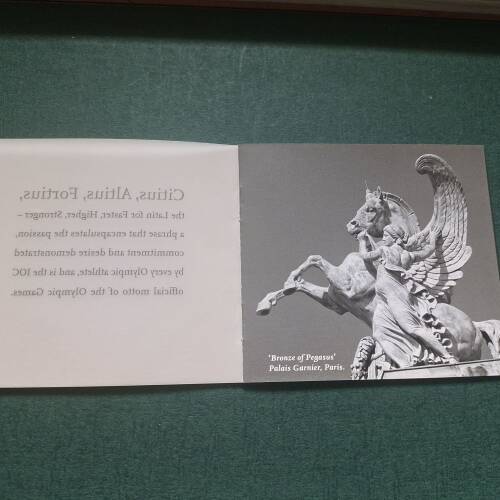 Citius, Altius, Fortius,
the Latin for Faster, Higher, Stronger –
a phrase that encapsulates the passion,
commitment and desire demonstrated
by every Olympic athlete, and is the IOC
official motto of the Olympic Games.
'Bronze of Pegasus'
Palais Garnier, Paris.